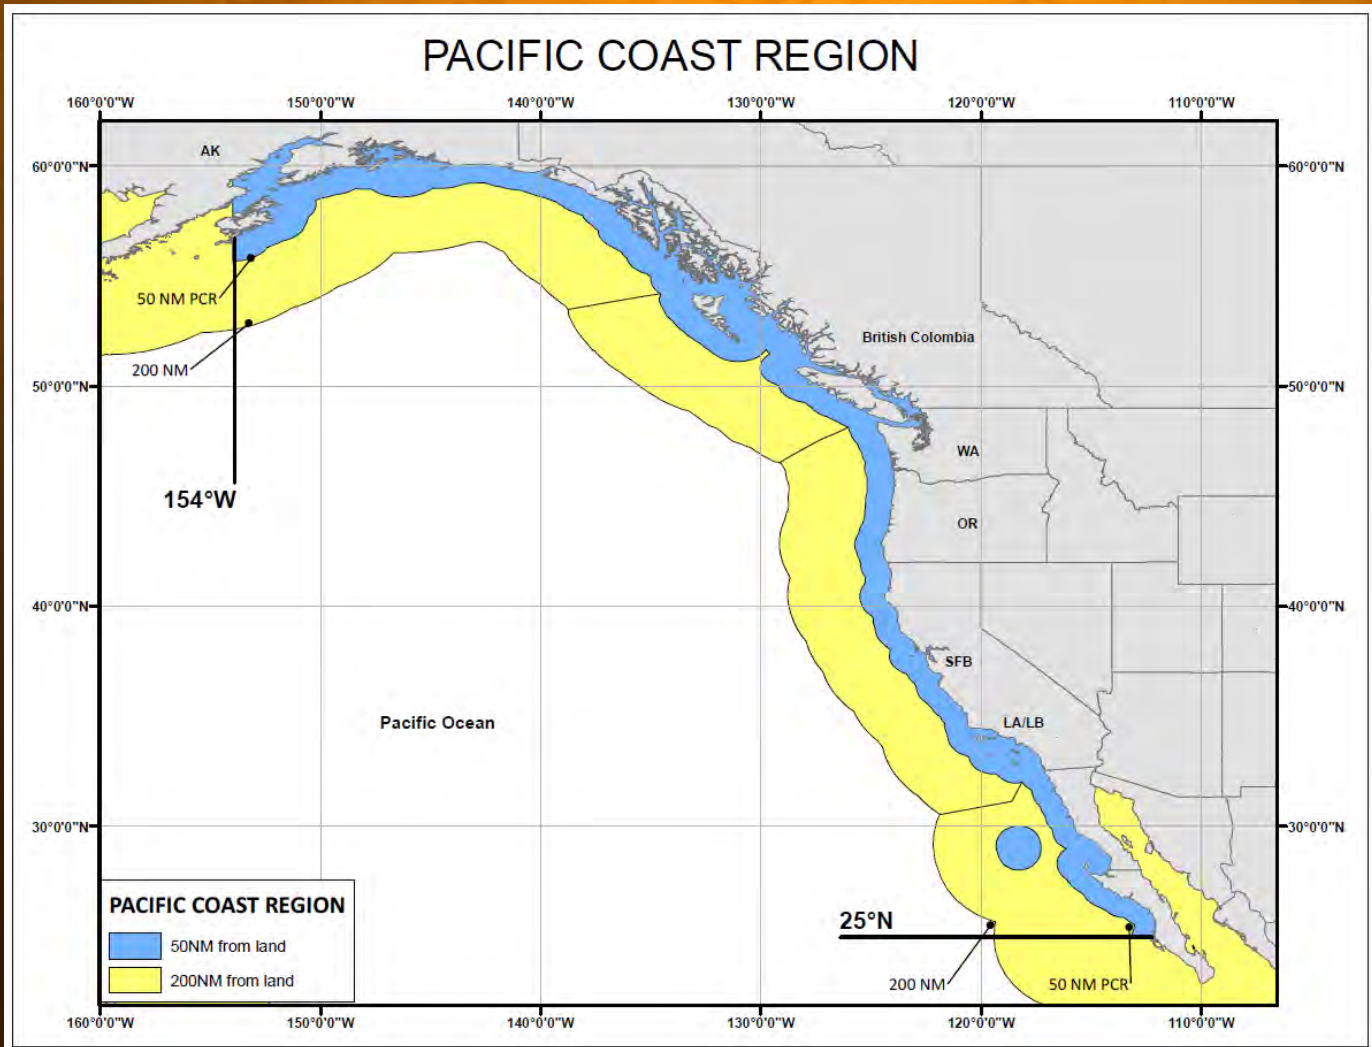 PACIFIC COAST REGION
160°0'0"W 150°0'0"W 140°0'0"W 130°0'0"W 120°0'0"W 110°0'0"W
AK
60°0'0"N 60°0'0"N
50 NM PCR
200 NM
British Colombia
50°0'0"N 50°0'0"N
WA
154°W
OR
40°0'0"N 40°0'0"N
SFB
Pacific Ocean
LA/LB
30°0'0"N 30°0'0"N
PACIFIC COAST REGION
50NM from land
200NM from land
25°N
200 NM
50 NM PCR
160°0'0"W 150°0'0"W 140°0'0"W 130°0'0"W 120°0'0"W 110°0'0"W